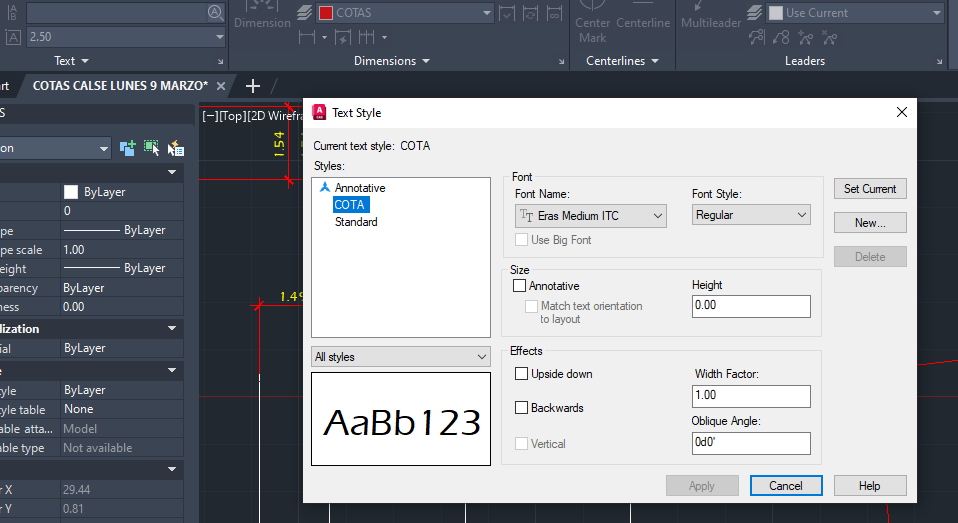 Dimension
COTAS
2.50
Center
Mark
Centerline
Multileader
Use Current
Text
Dimensions
Centerlines
Leaders
COTAS CALSE LUNES 9 MARZO*
[−][Top][2D Wirefra
1.54
1.49
ByLayer
0
ByLayer
1.00
ByLayer
ByLayer
0.00
ByLayer
ByLayer
None
Model
Not available
X
29.44
Y
0.81
Text Style
Current text style: COTA
Styles:
Annotative
COTA
Standard
All styles
AaBb123
Font
Font Name:
Eras Medium ITC
Font Style:
Regular
Use Big Font
Size
Annotative
Match text orientation
to layout
Height
0.00
Effects
Upside down
Backwards
Vertical
Width Factor:
1.00
Oblique Angle:
0d0'
Set Current
New...
Delete
Apply
Cancel
Help